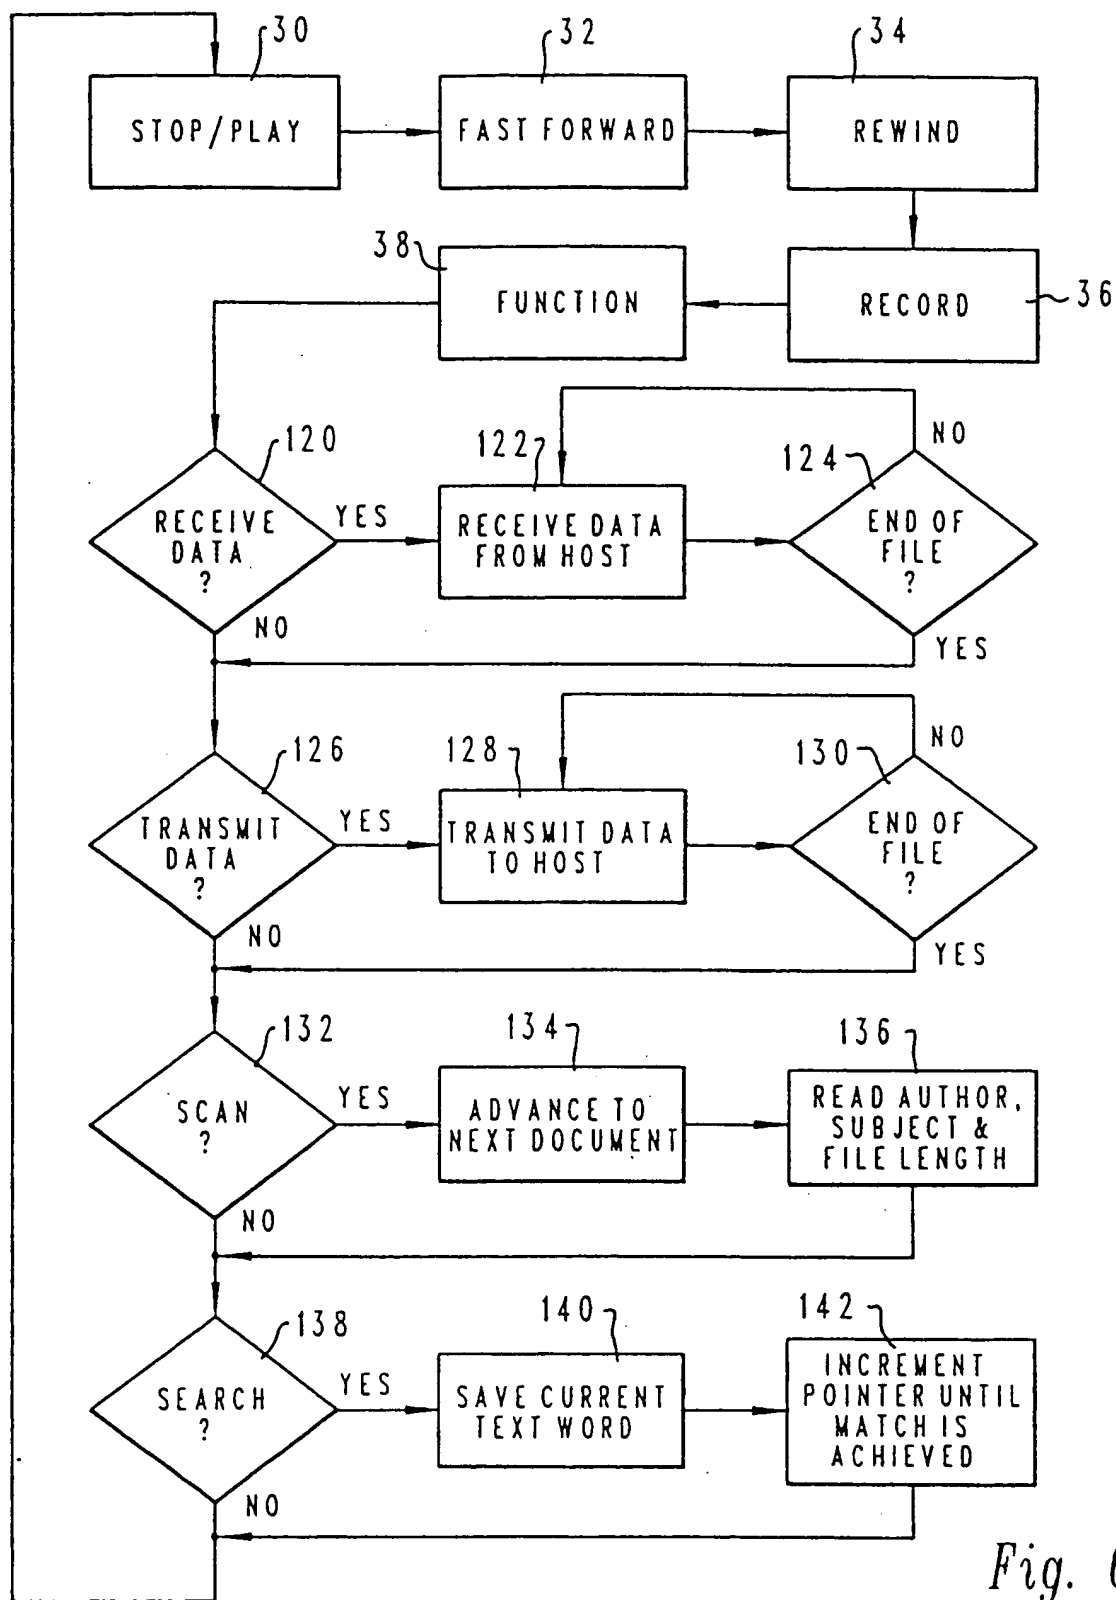 30
32
34
STOP/PLAY
FAST FORWARD
REWIND
38
FUNCTION
RECORD
36
120
RECEIVE
DATA
?
YES
NO
122
RECEIVE DATA
FROM HOST
124
NO
END OF
FILE
?
YES
126
TRANSMIT
DATA
?
YES
NO
128
TRANSMIT DATA
TO HOST
130
NO
END OF
FILE
?
YES
132
SCAN
?
YES
NO
134
ADVANCE TO
NEXT DOCUMENT
136
READ AUTHOR,
SUBJECT &
FILE LENGTH
138
SEARCH
?
YES
NO
140
SAVE CURRENT
TEXT WORD
142
INCREMENT
POINTER UNTIL
MATCH IS
ACHIEVED
Fig.